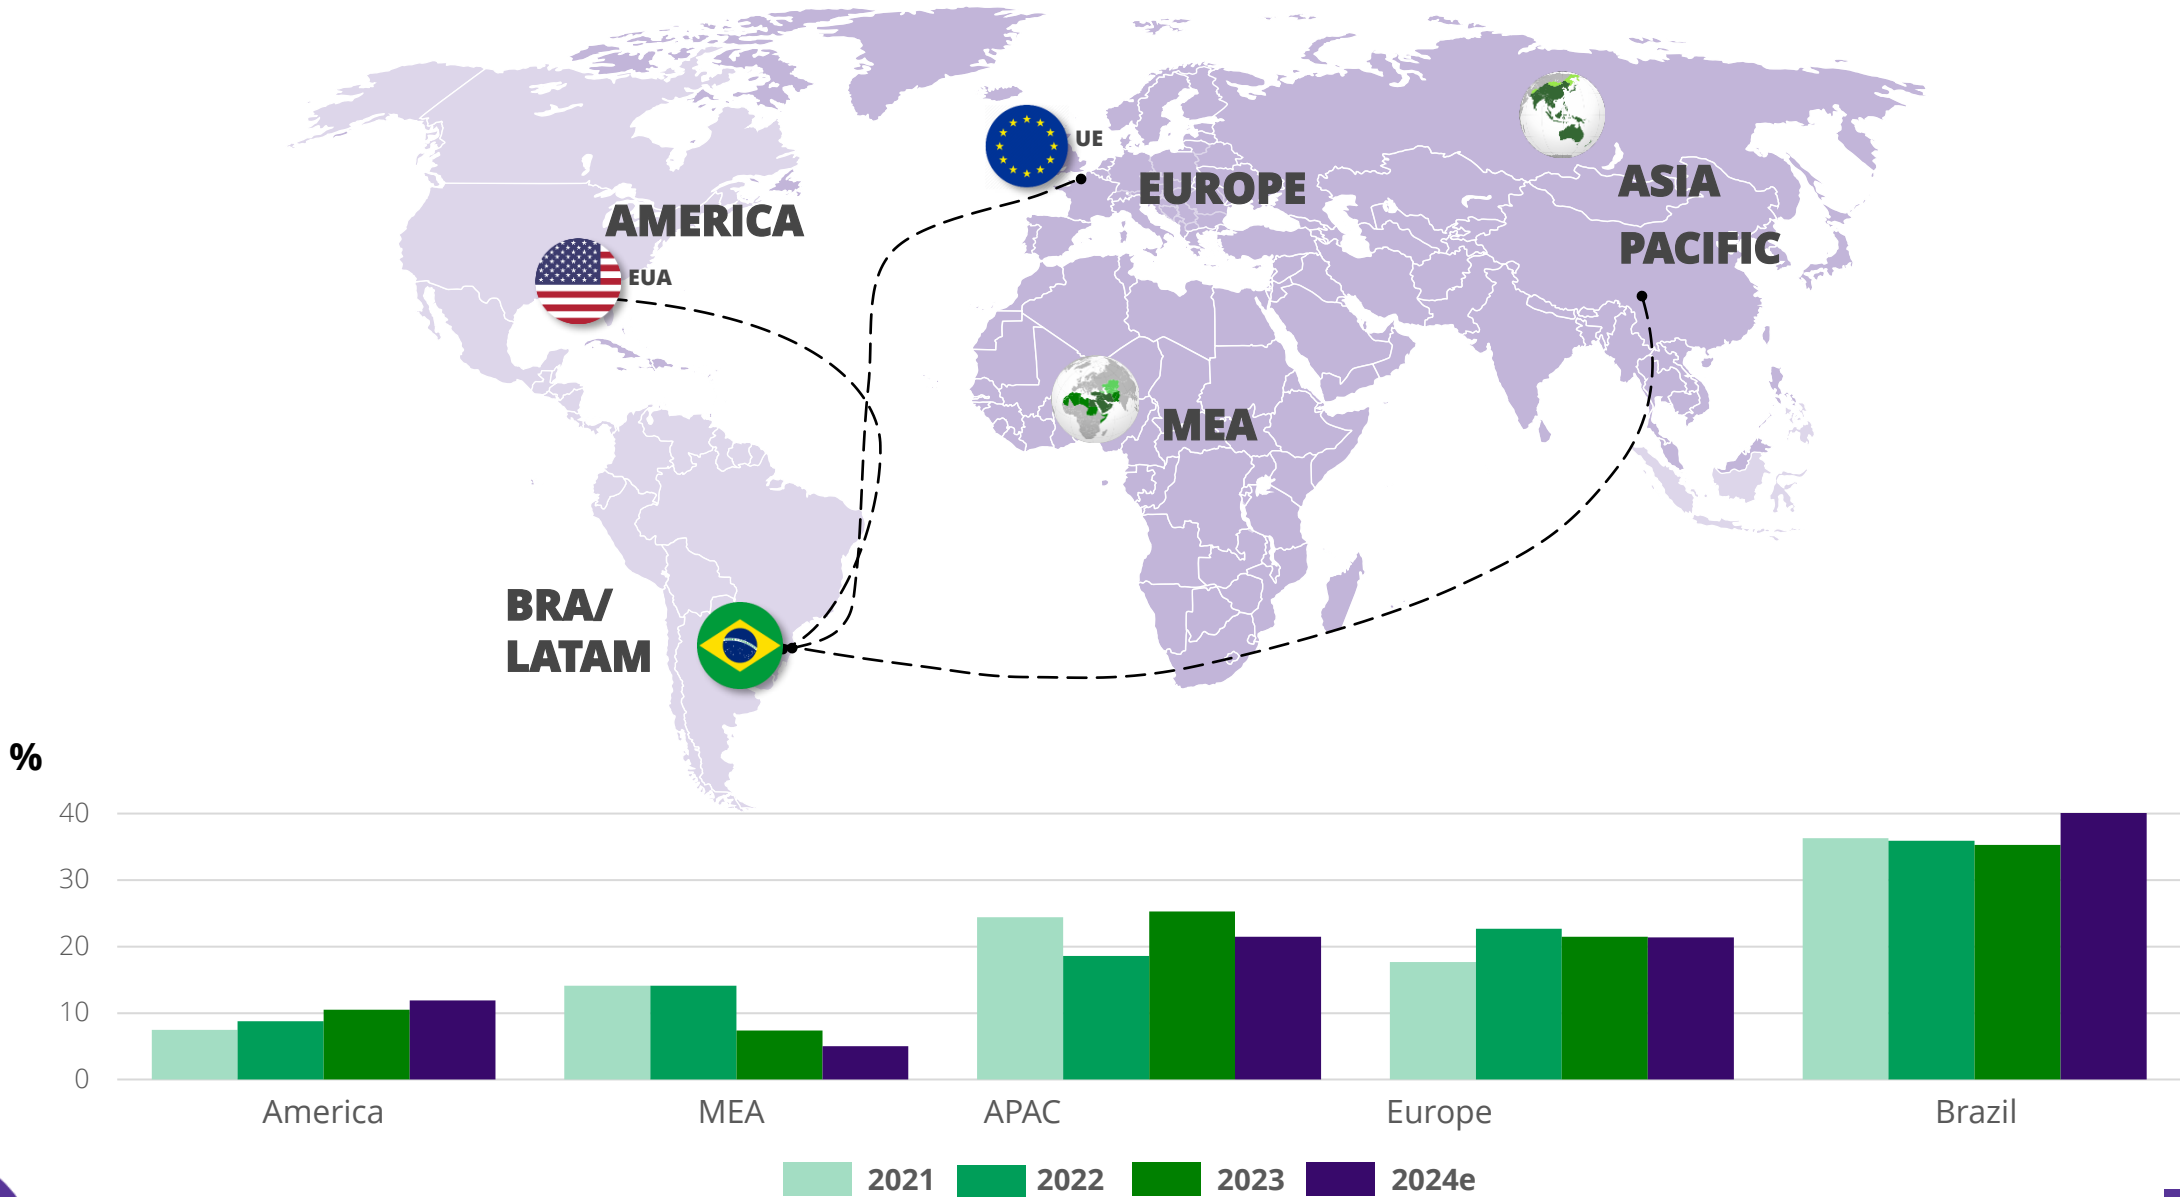 UE
EUROPE
ASIA
PACIFIC
AMERICA
EUA
MEA
BRA/
LATAM
%
40
30
20
10
0
America MEA APAC Europe Brazil
2021 2022 2023 2024e